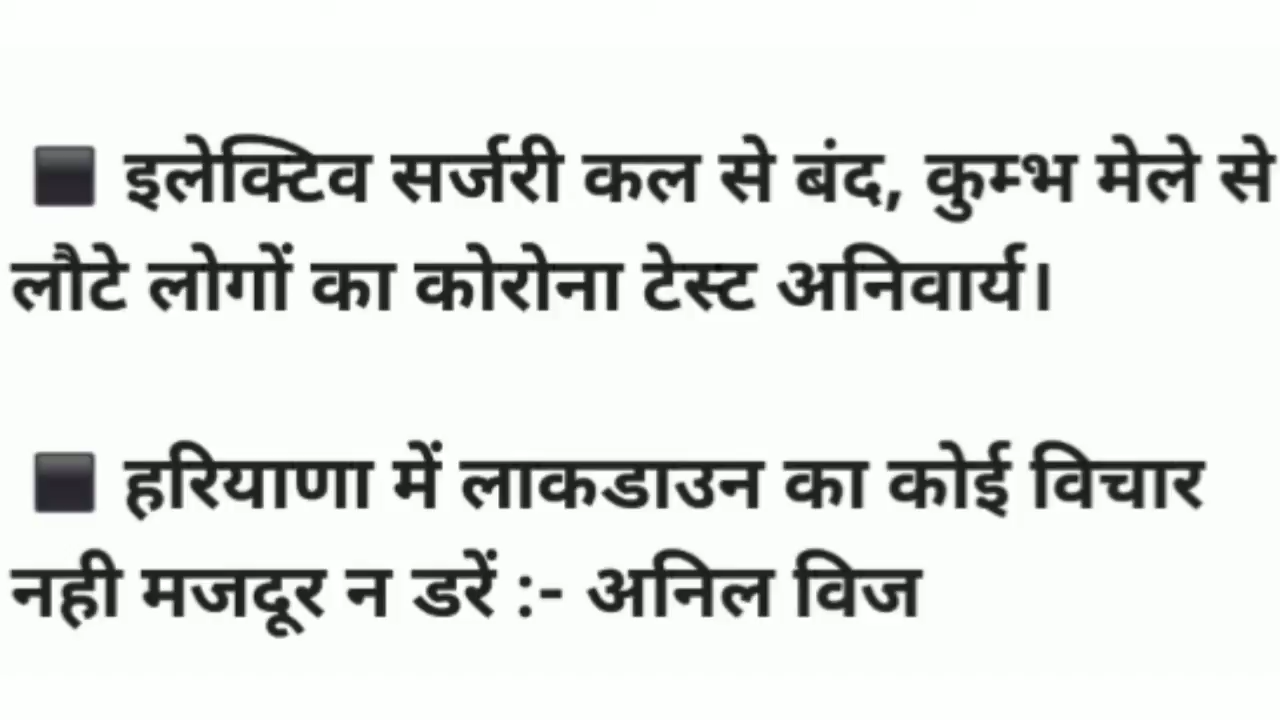 ◾ इलेक्टिव सर्जरी कल से बंद, कुम्भ मेले से
लौटे लोगों का कोरोना टेस्ट अनिवार्य।
◾ हरियाणा में लाकडाउन का कोई विचार
नही मजदूर न डरें :- अनिल विज